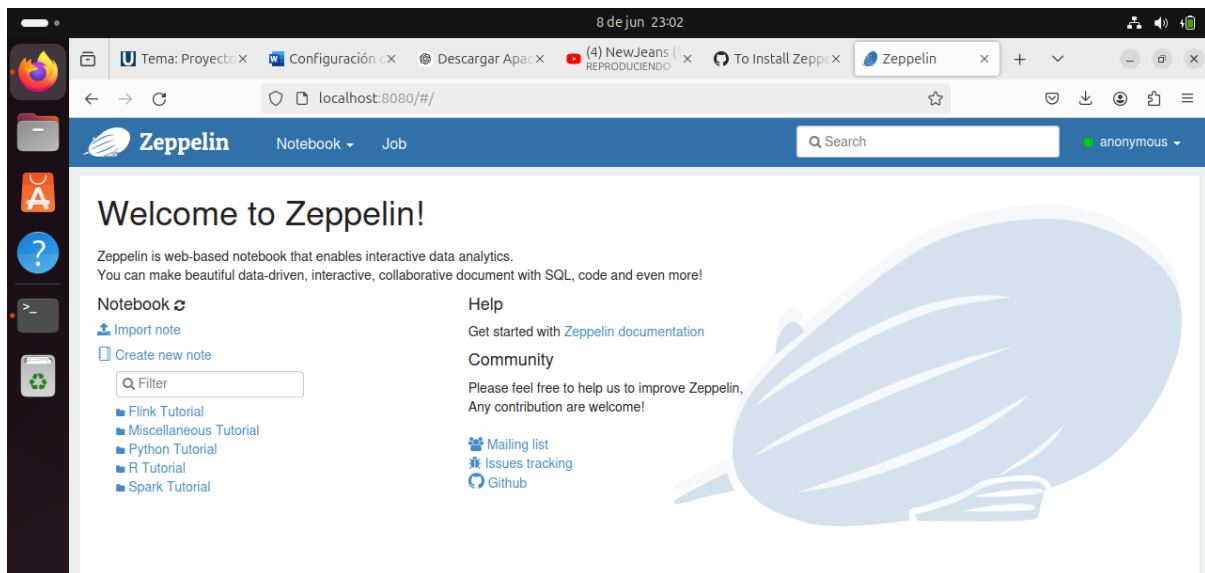 8 de jun 23:02
Tema: Proyecto
Configuración
Descargar Apac
(4) NewJeans (
REPRODUCIENDO
To Install Zepp
Zeppelin
localhost:8080/#/
Zeppelin
Notebook
Job
Search
anonymous
Welcome to Zeppelin!
Zeppelin is web-based notebook that enables interactive data analytics.
You can make beautiful data-driven, interactive, collaborative document with SQL, code and even more!
Notebook
Import note
Create new note
Filter
Flink Tutorial
Miscellaneous Tutorial
Python Tutorial
R Tutorial
Spark Tutorial
Help
Get started with Zeppelin documentation
Community
Please feel free to help us to improve Zeppelin,
Any contribution are welcome!
Mailing list
Issues tracking
Github